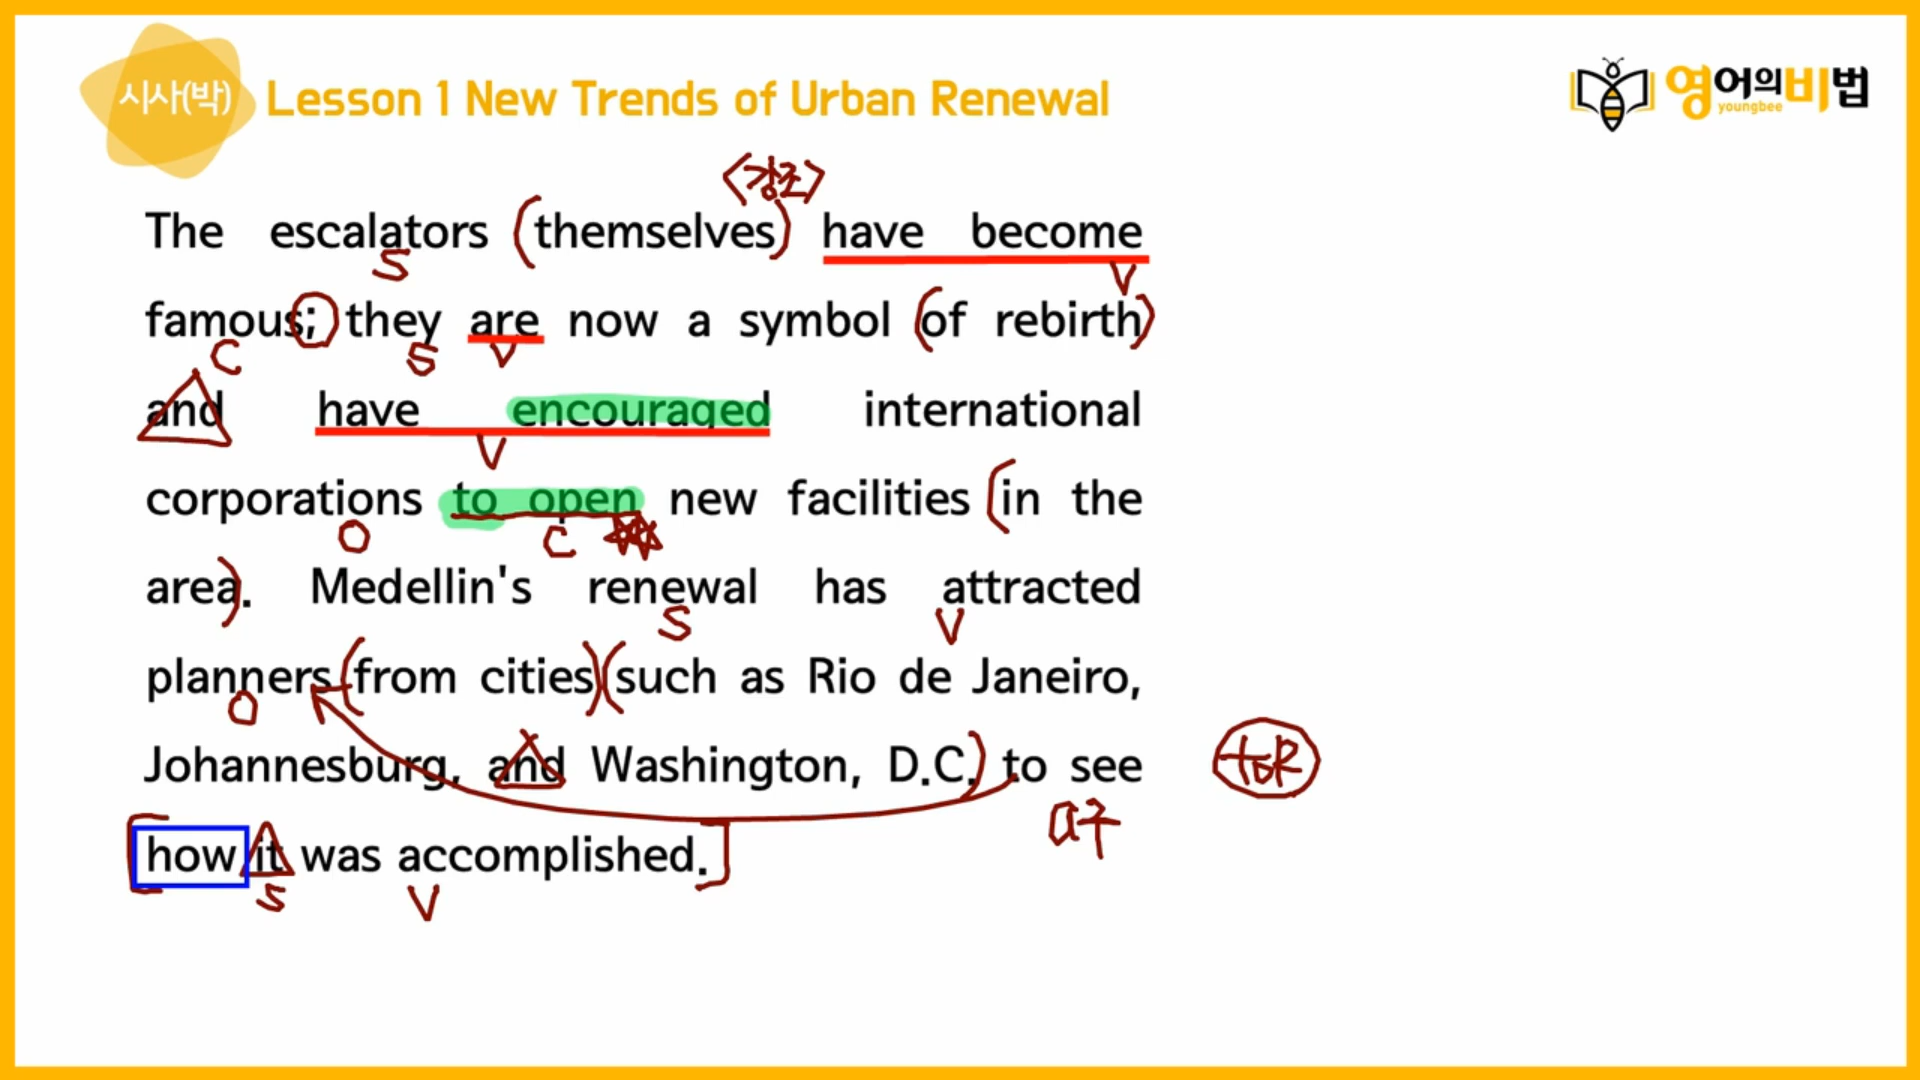 시사(박) Lesson 1 New Trends of Urban Renewal
영어의비법
youngbee
<강조>
The escalators (themselves) have become
S V
famous; they are now a symbol (of rebirth)
C S V
and have encouraged international
V
corporations to open new facilities (in the
O C
area). Medellin's renewal has attracted
S V
planners (from cities) (such as Rio de Janeiro,
O
Johannesburg, and Washington, D.C.) to see
[how it was accomplished.]
S V